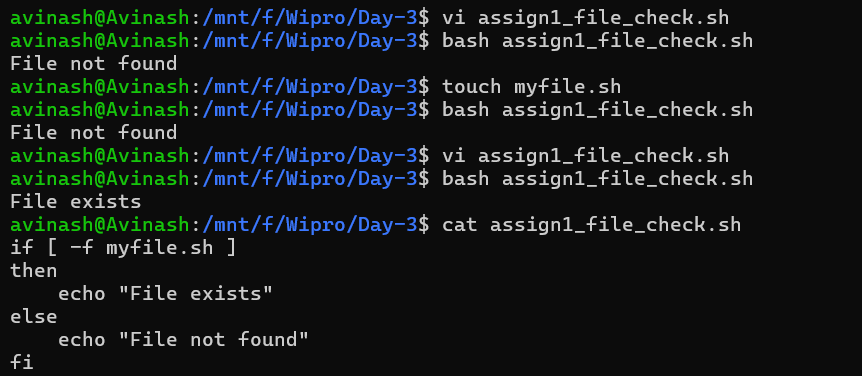 avinash@Avinash:/mnt/f/Wipro/Day-3$ vi assign1_file_check.sh
avinash@Avinash:/mnt/f/Wipro/Day-3$ bash assign1_file_check.sh
File not found
avinash@Avinash:/mnt/f/Wipro/Day-3$ touch myfile.sh
avinash@Avinash:/mnt/f/Wipro/Day-3$ bash assign1_file_check.sh
File not found
avinash@Avinash:/mnt/f/Wipro/Day-3$ vi assign1_file_check.sh
avinash@Avinash:/mnt/f/Wipro/Day-3$ bash assign1_file_check.sh
File exists
avinash@Avinash:/mnt/f/Wipro/Day-3$ cat assign1_file_check.sh
if [ -f myfile.sh ]
then
    echo "File exists"
else
    echo "File not found"
fi